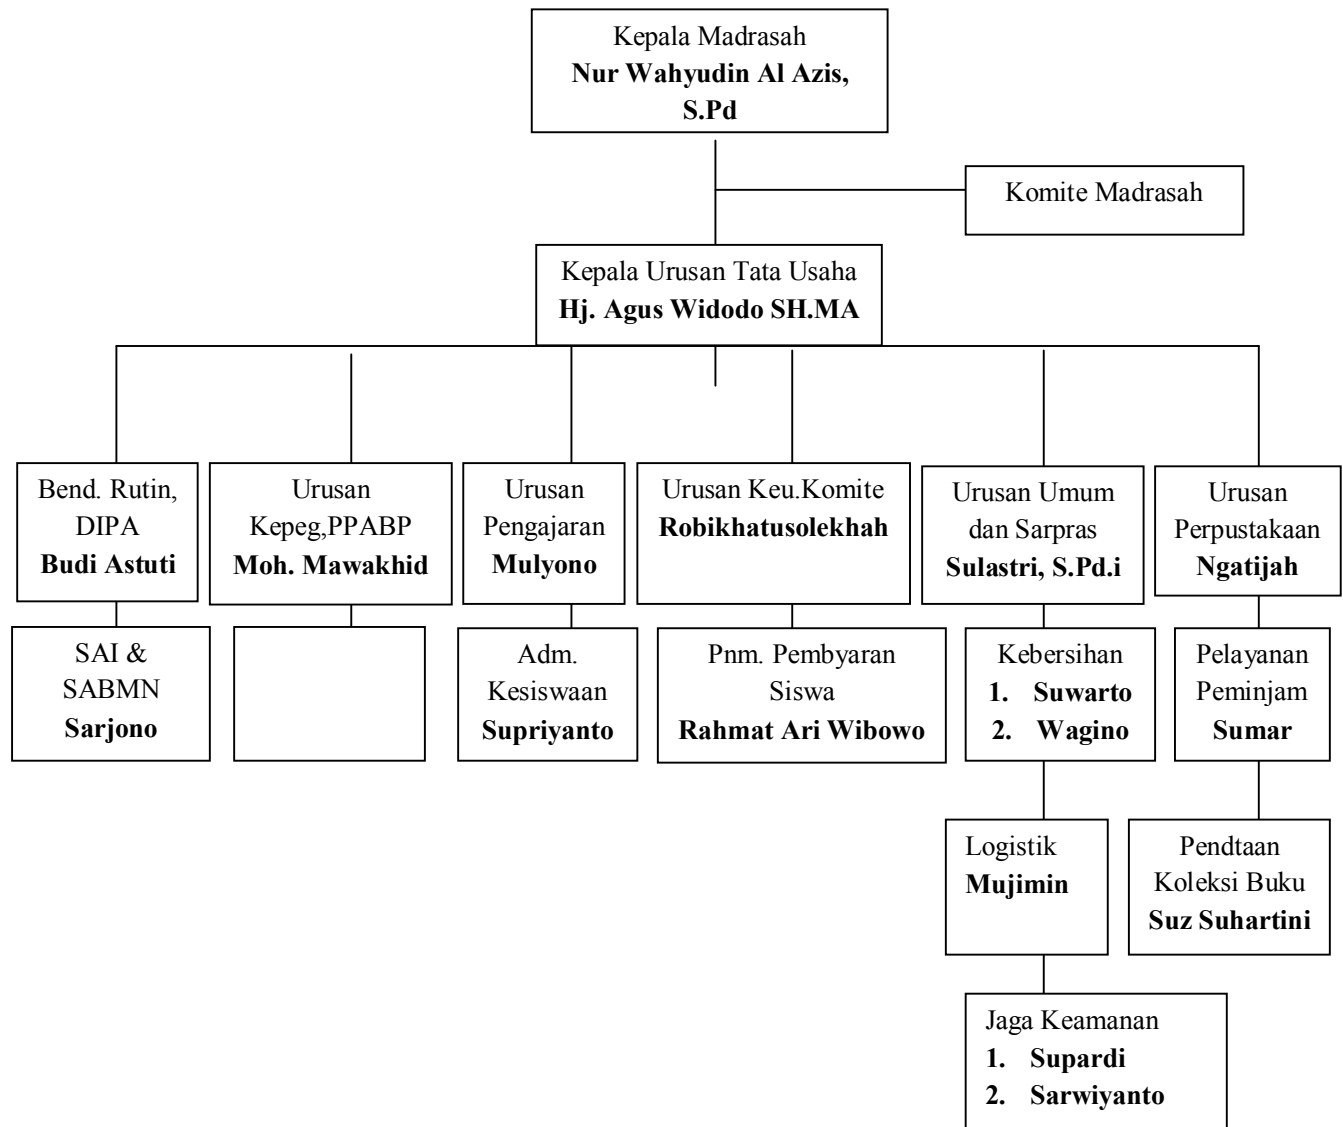 Kepala Madrasah
Nur Wahyudin Al Azis,
S.Pd
Komite Madrasah
Kepala Urusan Tata Usaha
Hj. Agus Widodo SH.MA
Bend. Rutin,
DIPA
Budi Astuti
Urusan
Kepeg,PPABP
Moh. Mawakhid
Urusan
Pengajaran
Mulyono
Urusan Keu.Komite
Robikhatusolekhah
Urusan Umum
dan Sarpras
Sulastri, S.Pd.i
Urusan
Perpustakaan
Ngatijah
SAI &
SABMN
Sarjono
Adm.
Kesiswaan
Supriyanto
Pnm. Pembyaran
Siswa
Rahmat Ari Wibowo
Kebersihan
1. Suwarto
2. Wagino
Pelayanan
Peminjam
Sumar
Logistik
Mujimin
Pendtaan
Koleksi Buku
Suz Suhartini
Jaga Keamanan
1. Supardi
2. Sarwiyanto